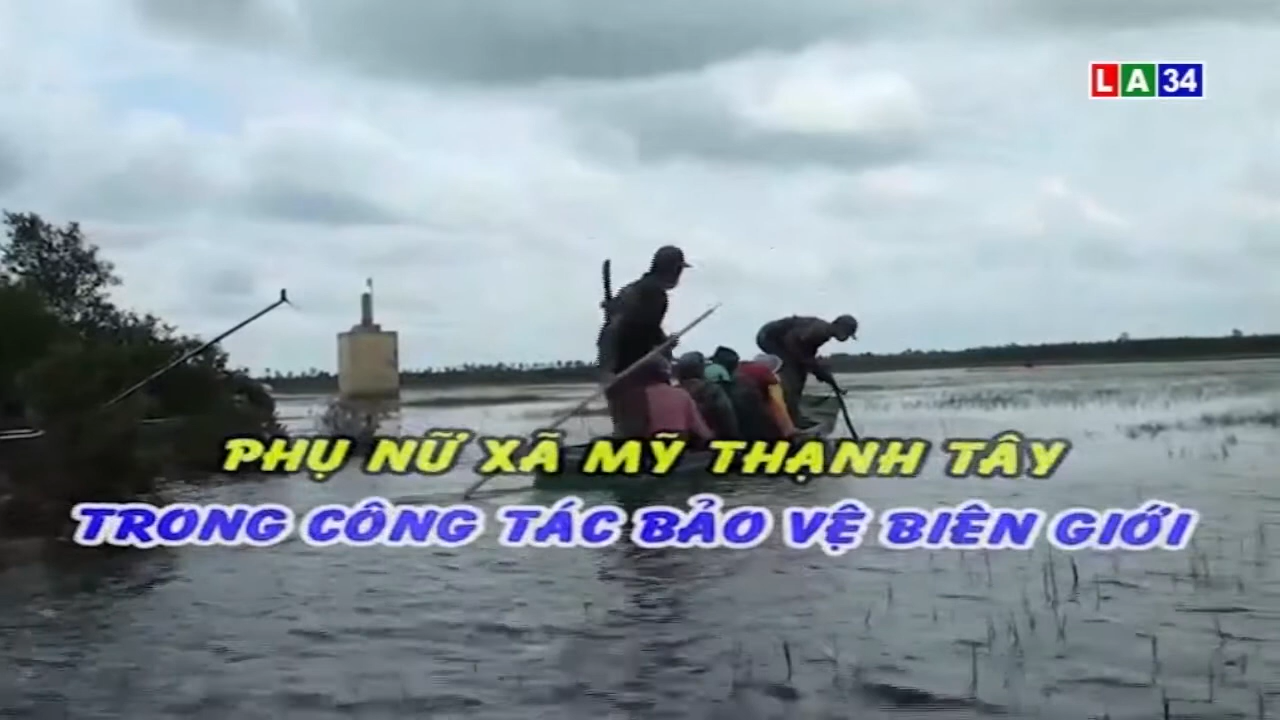 LA34
PHỤ NỮ XÃ MỸ THẠNH TÂY
TRONG CÔNG TÁC BẢO VỆ BIÊN GIỚI